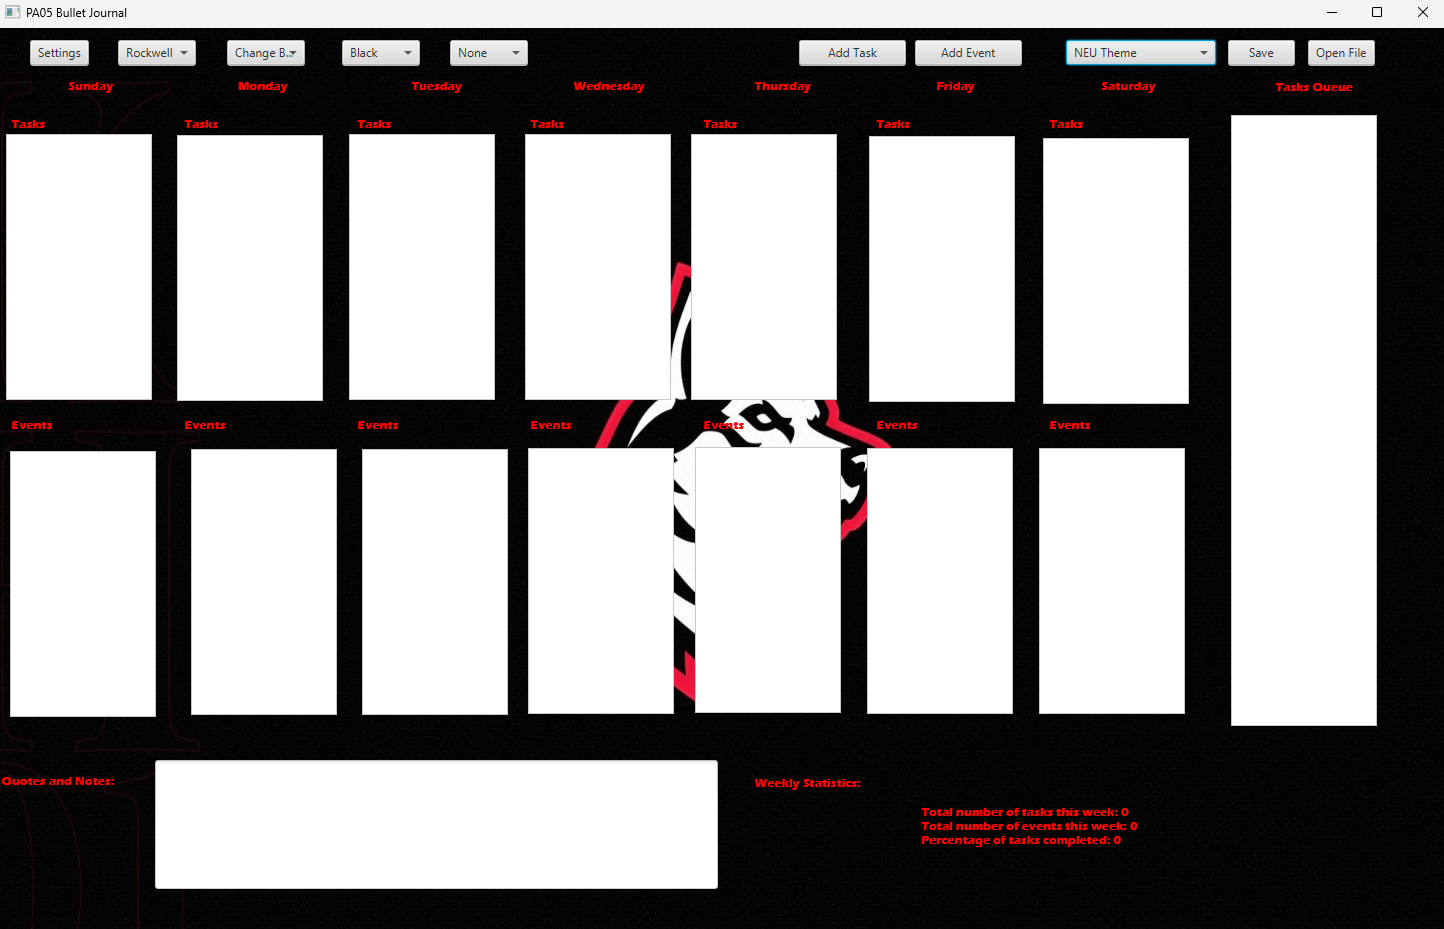 PA05 Bullet Journal
Settings Rockwell Change B... Black None Add Task Add Event NEU Theme Save Open File
Sunday Monday Tuesday Wednesday Thursday Friday Saturday Tasks Queue
Tasks Tasks Tasks Tasks Tasks Tasks Tasks
Events Events Events Events Events Events Events
Quotes and Notes:
Weekly Statistics:
Total number of tasks this week: 0
Total number of events this week: 0
Percentage of tasks completed: 0